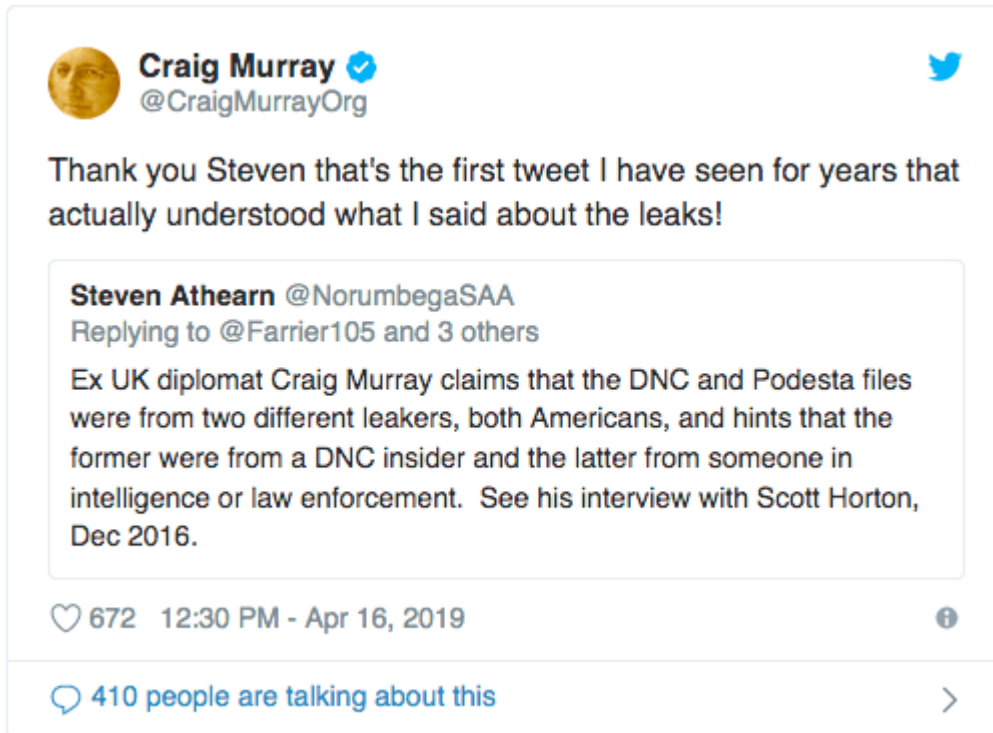 Craig Murray
@CraigMurrayOrg
Thank you Steven that's the first tweet I have seen for years that
actually understood what I said about the leaks!
Steven Athearn @NorumbegaSAA
Replying to @Farrier105 and 3 others
Ex UK diplomat Craig Murray claims that the DNC and Podesta files
were from two different leakers, both Americans, and hints that the
former were from a DNC insider and the latter from someone in
intelligence or law enforcement.  See his interview with Scott Horton,
Dec 2016.
672 12:30 PM - Apr 16, 2019
410 people are talking about this